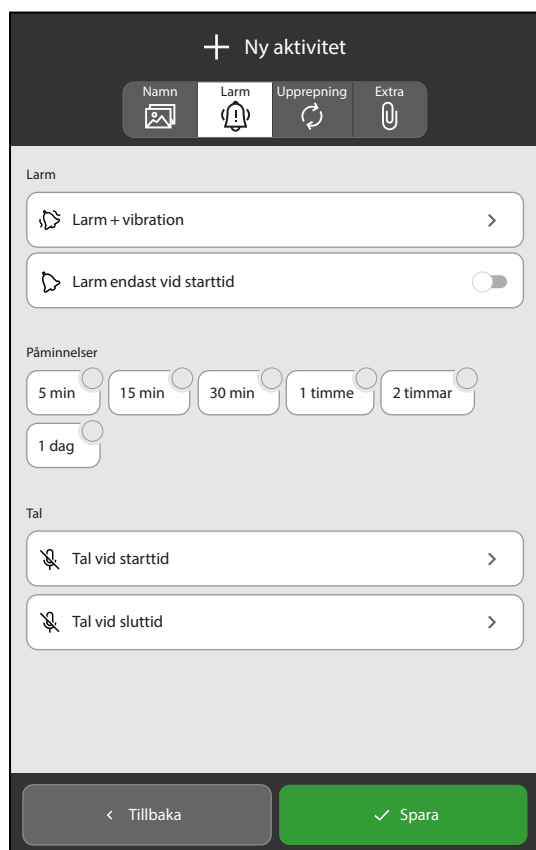 Ny aktivitet
Namn Larm Upprepning Extra
Larm
Larm + vibration
Larm endast vid starttid
Påminnelser
5 min 15 min 30 min 1 timme 2 timmar
1 dag
Tal
Tal vid starttid
Tal vid sluttid
Tillbaka Spara